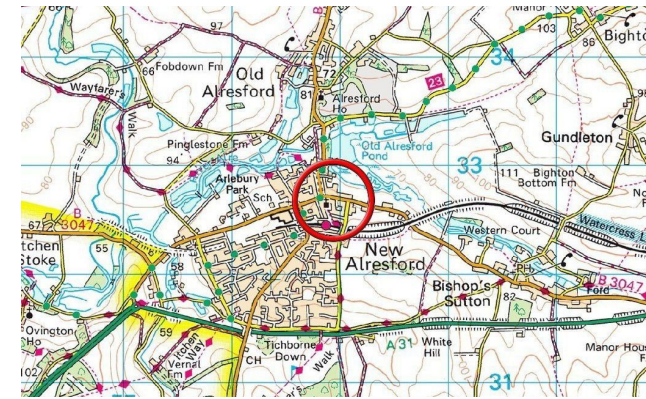 Manor
97
103
86
Bight
34
Fobdown Fm
66
Old
Alresford
72
81
23
Wayfarer's
Walk
Alresford
Ho
Pinglestone Fm
94
Old Alresford
Pond
33
Gundleton
111
Bighton
Bottom Fm
Arlebury
Park
Sch
B
3047
67
55
tchen
Stoke
58
New
Alresford
Western Court
Watercress L
PH
B 3047
Ford
Bishop's
Sutton
82
Ovington
Ho
59
102
Itchen
Way
Vernal
Fm
CH
Tichborne
Down
Walk
A 31
White
Hill
31
Manor Hous